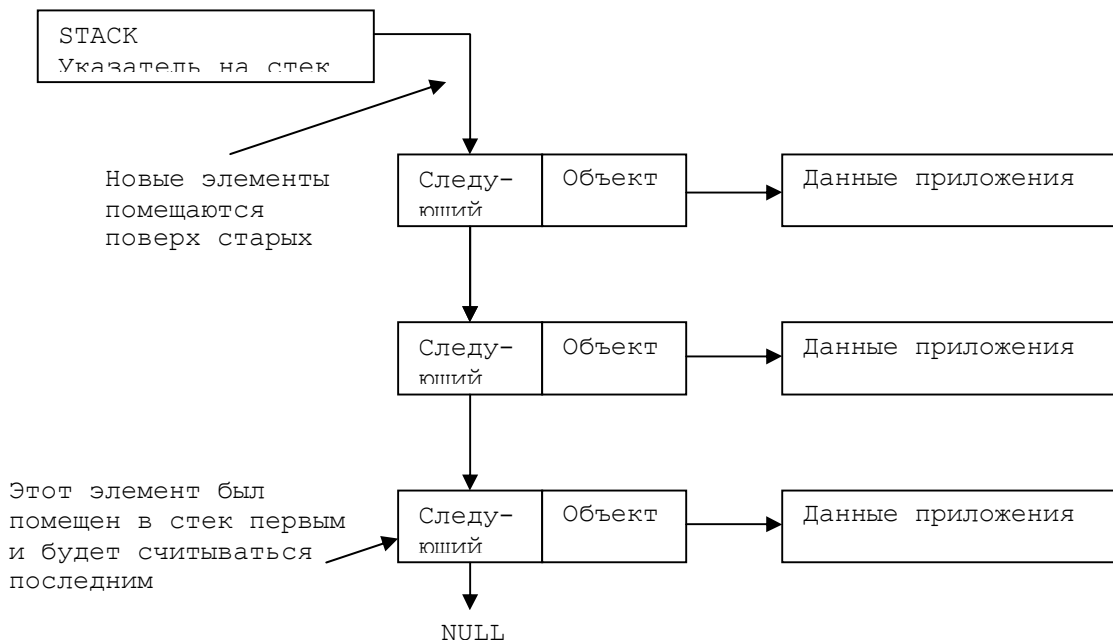 STACK
Указатель на стек
Новые элементы
помещаются
поверх старых
Следу-
ющий
Объект
Данные приложения
Следу-
ющий
Объект
Данные приложения
Этот элемент был
помещен в стек первым
и будет считываться
последним
Следу-
ющий
Объект
Данные приложения
NULL